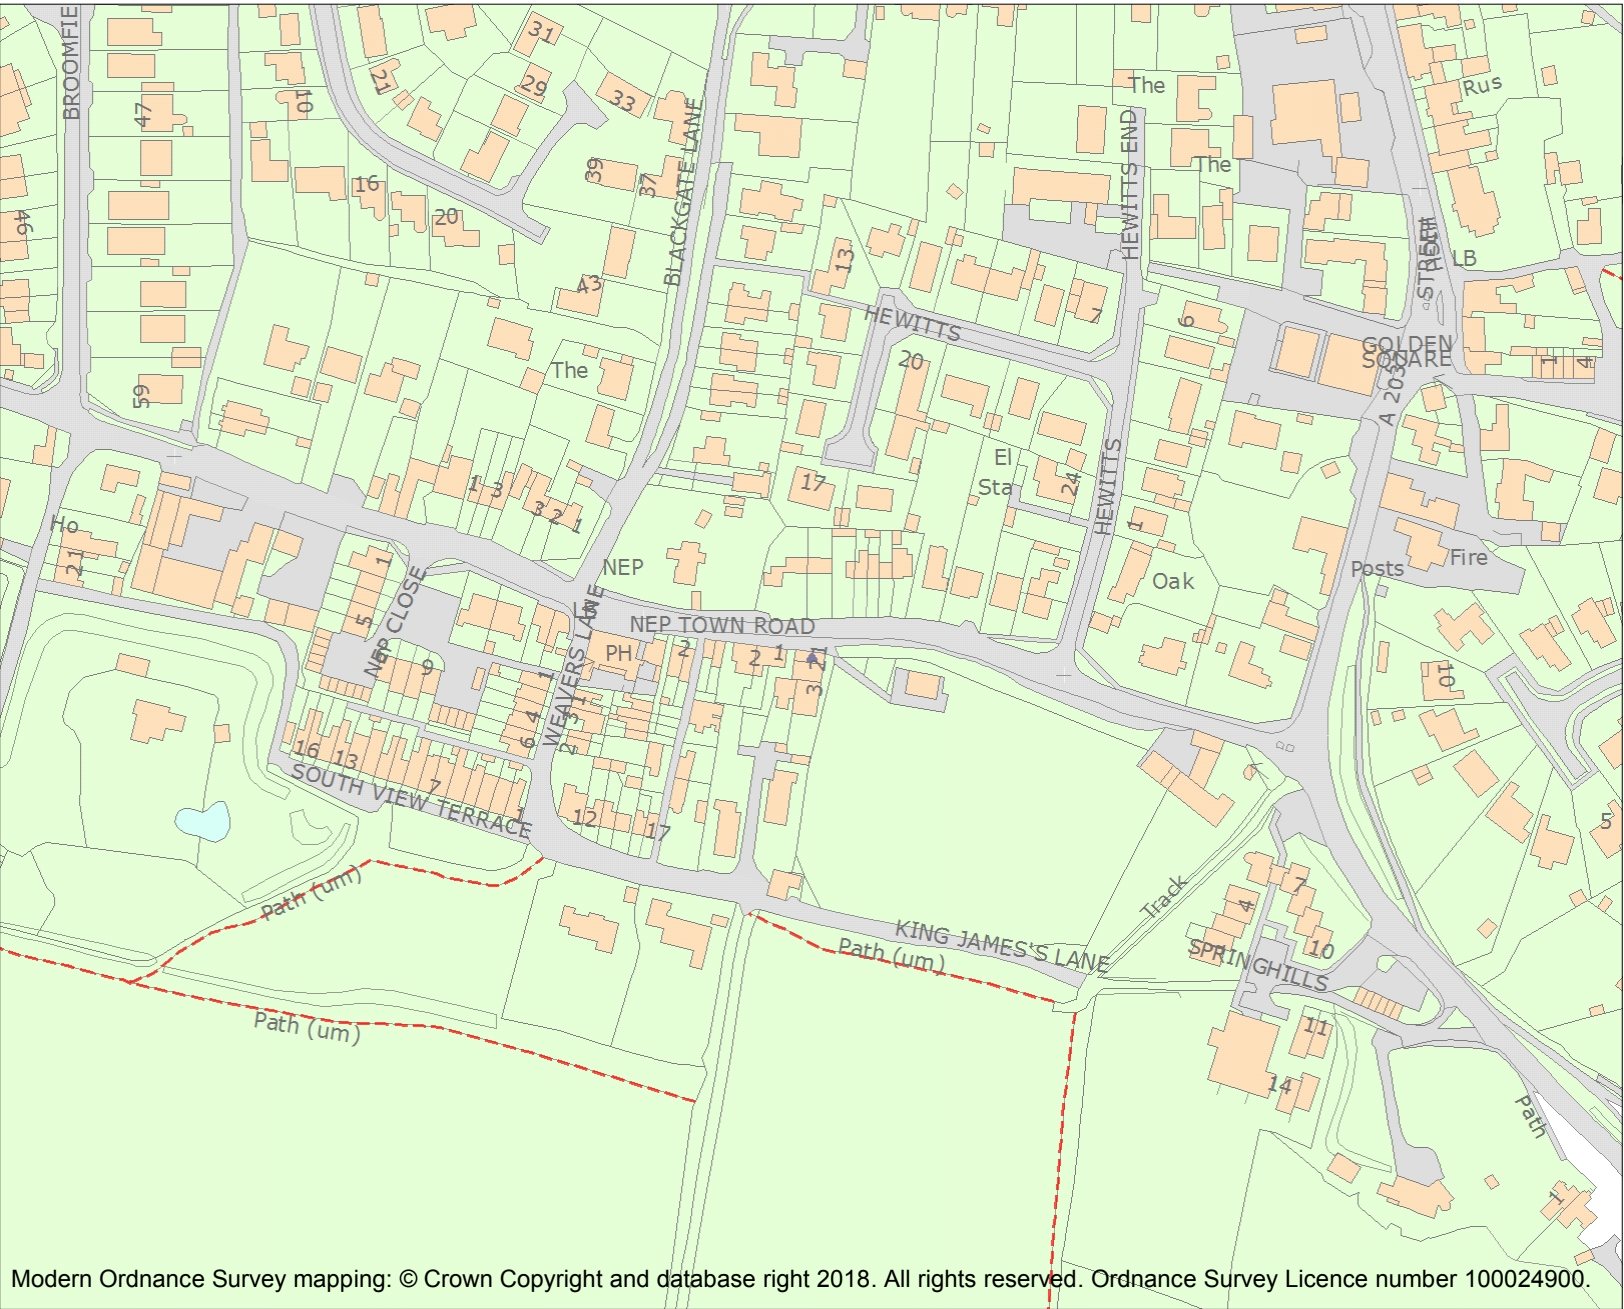 BROOMFIE
31
21
29
33
The
Rus
47
10
BLACKGATE LANE
HEWITTS END
39
37
16
The
46
20
13
STREET
LB
43
HEWITTS
7
6
GOLDEN
SQUARE
1
4
20
The
59
A 203
El
Sta
24
17
1
3
3
2
1
HEWITTS
1
Ho
21
1
NEP
Oak
Posts
Fire
5
NEP CLOSE
LB
WEAVERS LANE
NEP TOWN ROAD
PH
2
2
1
21
3
9
10
1
4
6
1
3
2
16
13
7
1
SOUTH VIEW TERRACE
12
17
5
Path (um)
Track
7
4
10
KING JAMES'S LANE
Path (um)
SPRINGHILLS
Path (um)
11
14
Path
1
Modern Ordnance Survey mapping: © Crown Copyright and database right 2018. All rights reserved. Ordnance Survey Licence number 100024900.